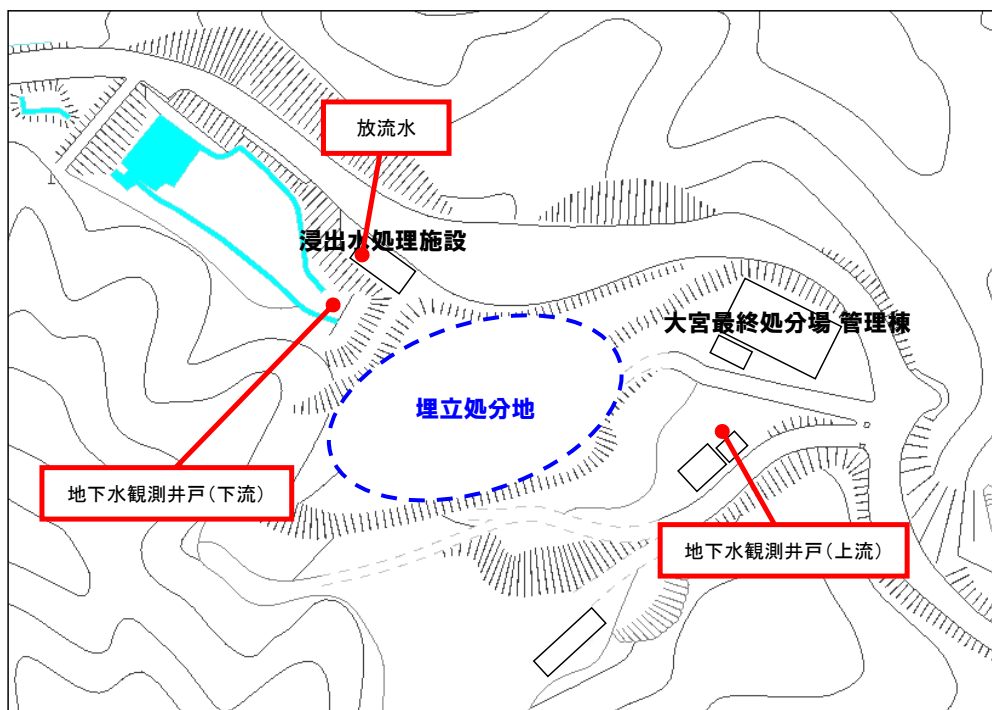 放流水
浸出水処理施設
大宮最終処分場 管理棟
埋立処分地
地下水観測井戸(下流)
地下水観測井戸(上流)